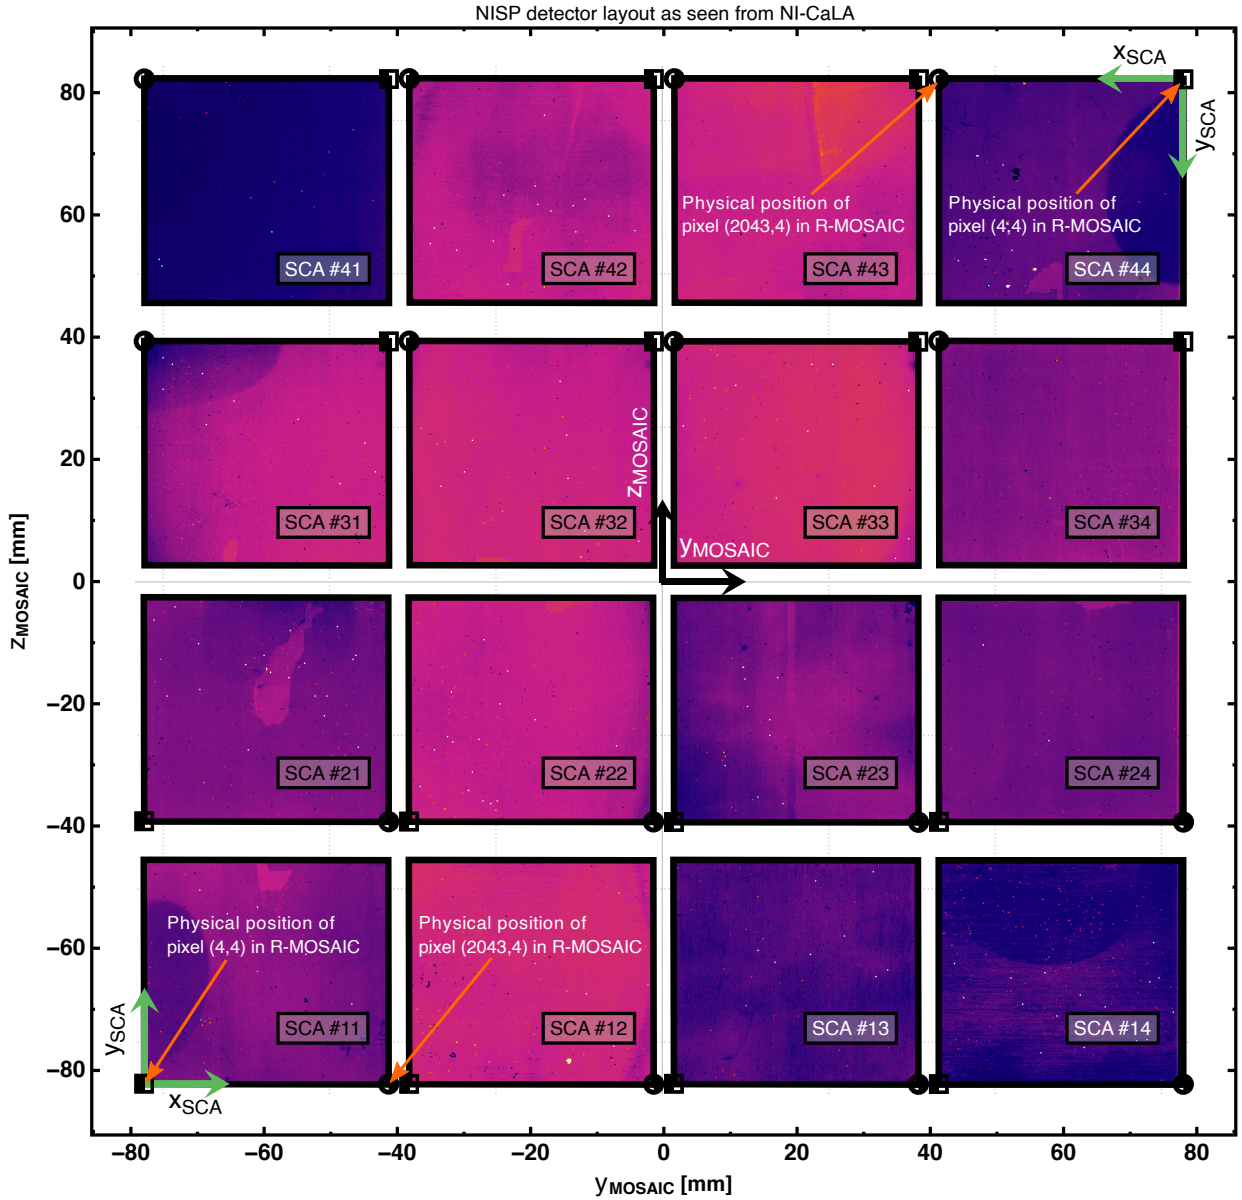 NISP detector layout as seen from NI-CaLA
xSCA
ySCA
80
60
40
20
0
−20
−40
−60
−80
zMOSAIC [mm]
Physical position of
pixel (2043,4) in R-MOSAIC
Physical position of
pixel (4,4) in R-MOSAIC
SCA #41
SCA #42
SCA #43
SCA #44
zMOSAIC
yMOSAIC
SCA #31
SCA #32
SCA #33
SCA #34
SCA #21
SCA #22
SCA #23
SCA #24
Physical position of
pixel (4,4) in R-MOSAIC
Physical position of
pixel (2043,4) in R-MOSAIC
SCA #11
SCA #12
SCA #13
SCA #14
ySCA
xSCA
−80 −60 −40 −20 0 20 40 60 80
yMOSAIC [mm]